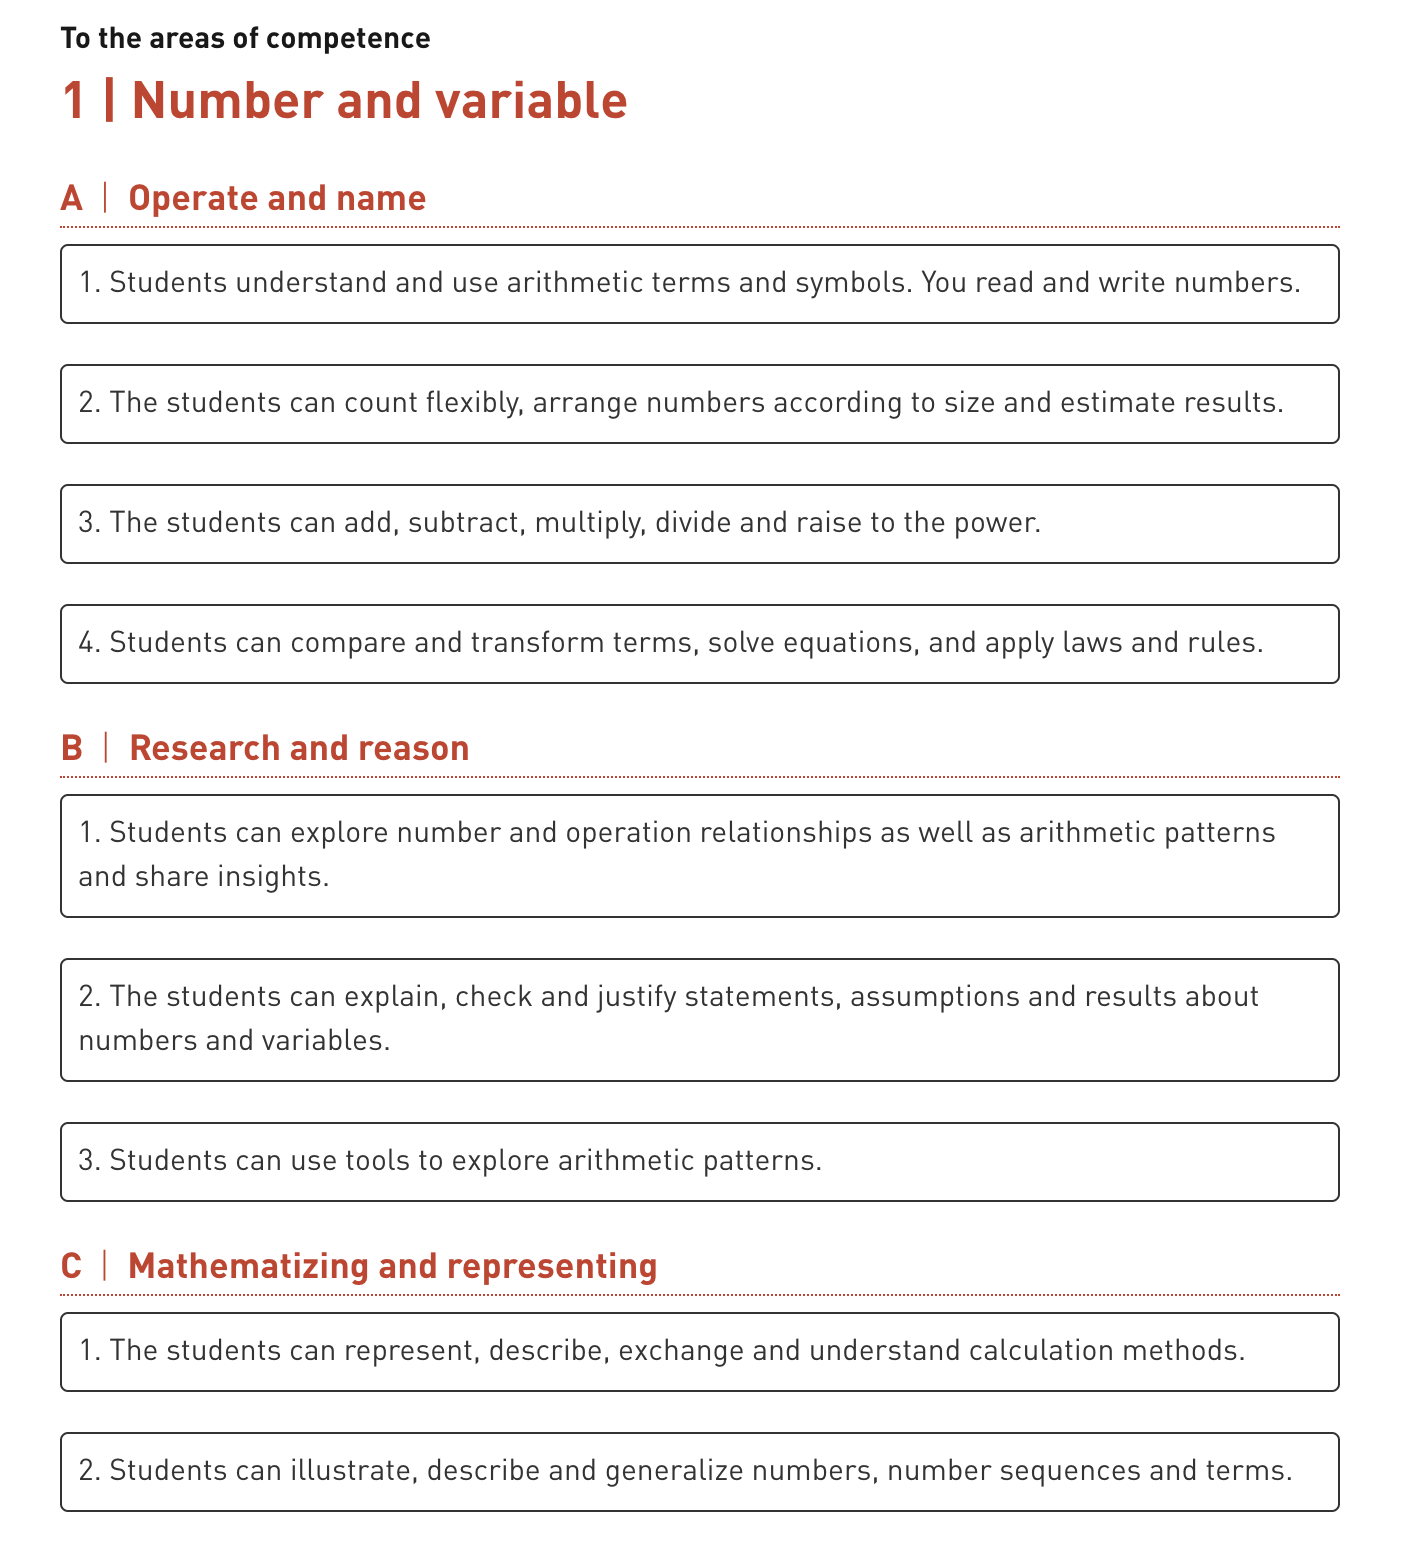 To the areas of competence
1 | Number and variable
A | Operate and name
1. Students understand and use arithmetic terms and symbols. You read and write numbers.
2. The students can count flexibly, arrange numbers according to size and estimate results.
3. The students can add, subtract, multiply, divide and raise to the power.
4. Students can compare and transform terms, solve equations, and apply laws and rules.
B | Research and reason
1. Students can explore number and operation relationships as well as arithmetic patterns
and share insights.
2. The students can explain, check and justify statements, assumptions and results about
numbers and variables.
3. Students can use tools to explore arithmetic patterns.
C | Mathematizing and representing
1. The students can represent, describe, exchange and understand calculation methods.
2. Students can illustrate, describe and generalize numbers, number sequences and terms.